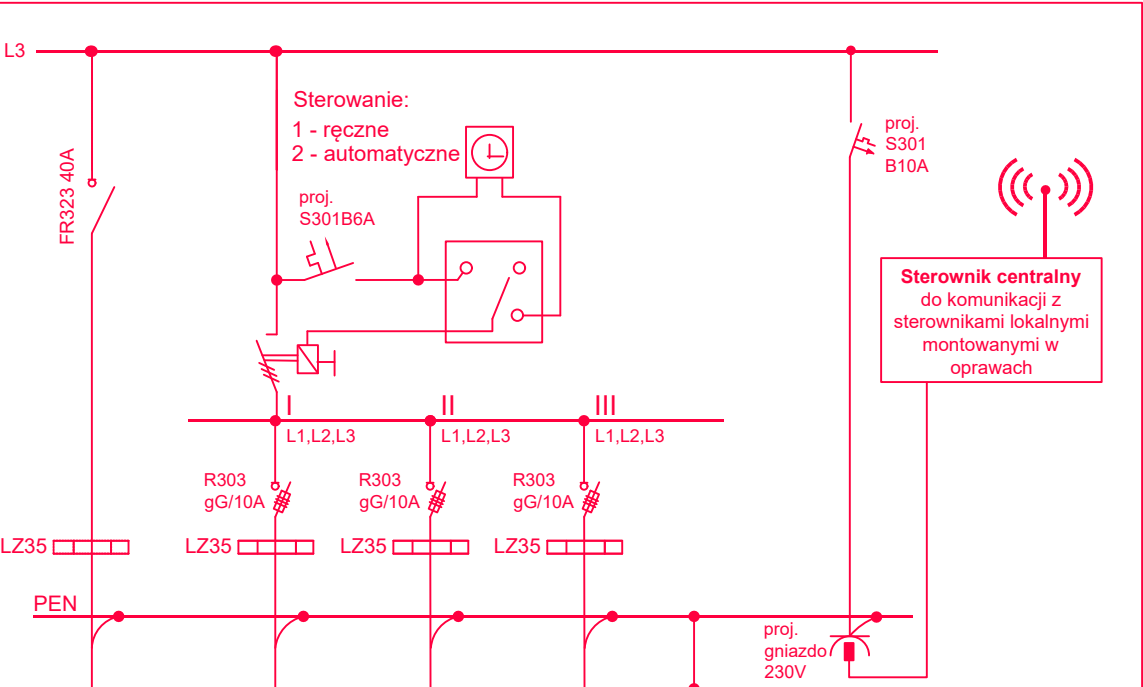 L3
Sterowanie:
1 - ręczne
2 - automatyczne
proj.
S301
B10A
FR323 40A
proj.
S301B6A
Sterownik centralny
do komunikacji z
sterownikami lokalnymi
montowanymi w
oprawach
I
II
III
L1,L2,L3
L1,L2,L3
L1,L2,L3
R303
gG/10A
R303
gG/10A
R303
gG/10A
LZ35
LZ35
LZ35
LZ35
PEN
proj.
gniazdo
230V